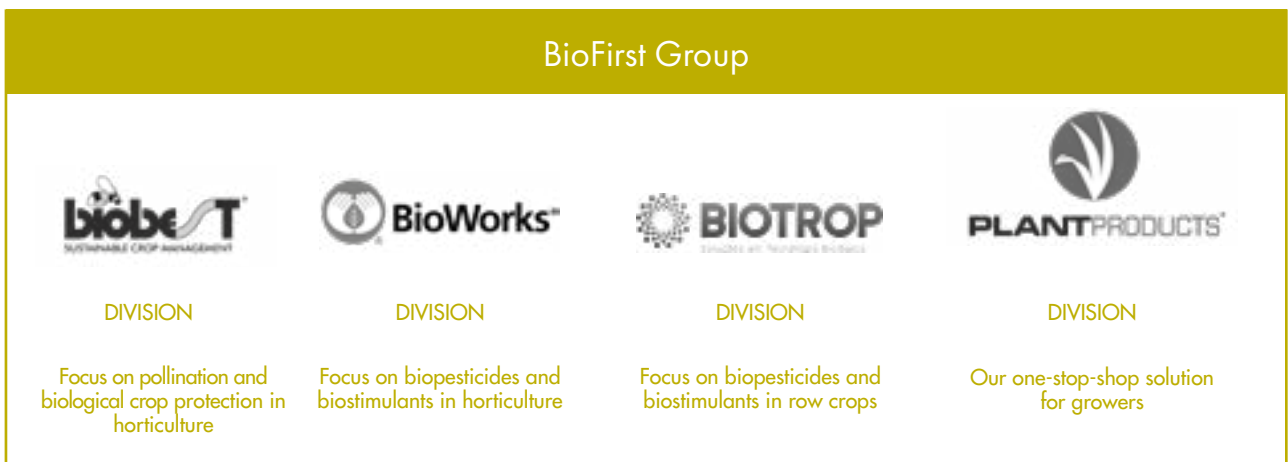 BioFirst Group
biobesT
SUSTAINABLE CROP MANAGEMENT
BioWorks
BIOTROP
PLANTPRODUCTS
DIVISION
DIVISION
DIVISION
DIVISION
Focus on pollination and
biological crop protection in
horticulture
Focus on biopesticides and
biostimulants in horticulture
Focus on biopesticides and
biostimulants in row crops
Our one-stop-shop solution
for growers